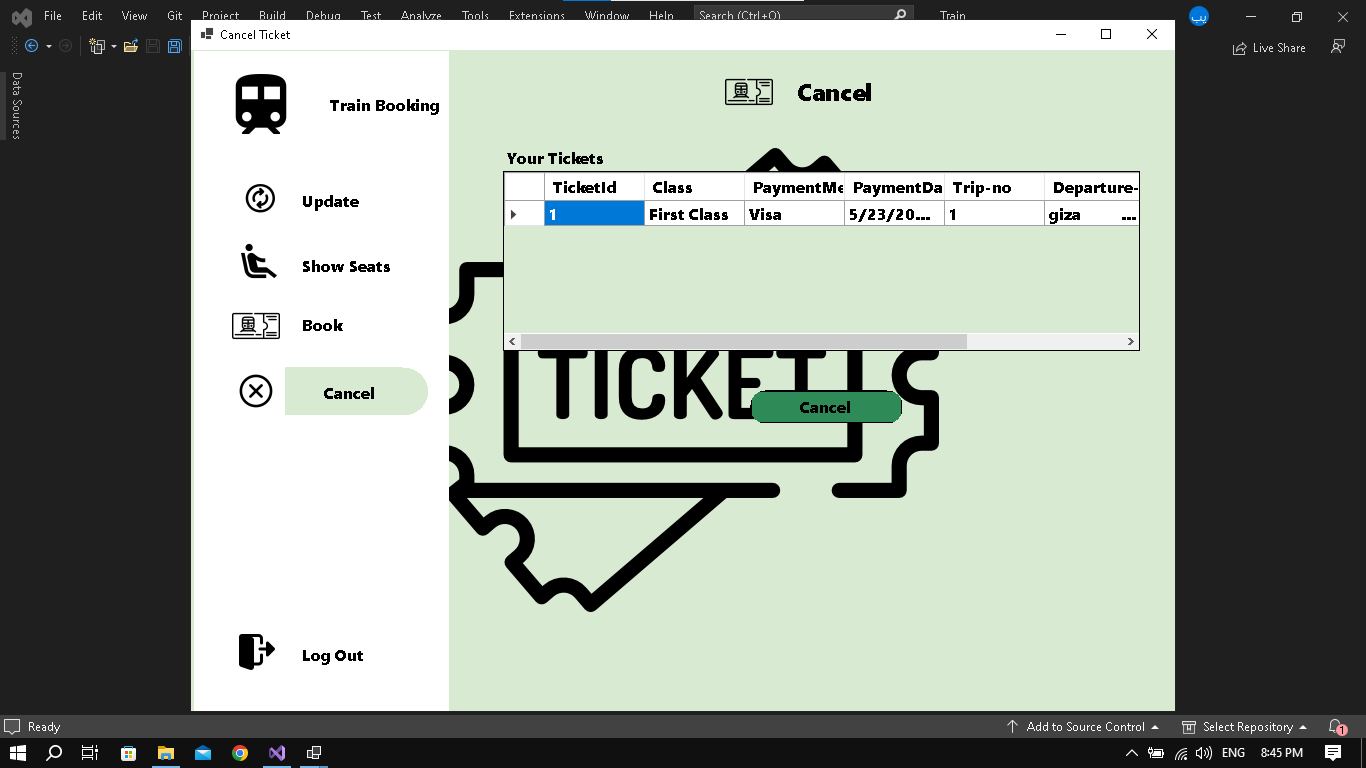 File Edit View Git Project Build Debug Test Analyze Tools Extensions Window Help Search (Ctrl+Q) Train يب
Cancel Ticket
Live Share
Data Sources
Train Booking
Update
Show Seats
Book
Cancel
Log Out
Cancel
Your Tickets
TicketId Class PaymentMe PaymentDa Trip-no Departure-
1 First Class Visa 5/23/20... 1 giza ...
TICKET
Cancel
Ready Add to Source Control Select Repository 1
ENG 8:45 PM